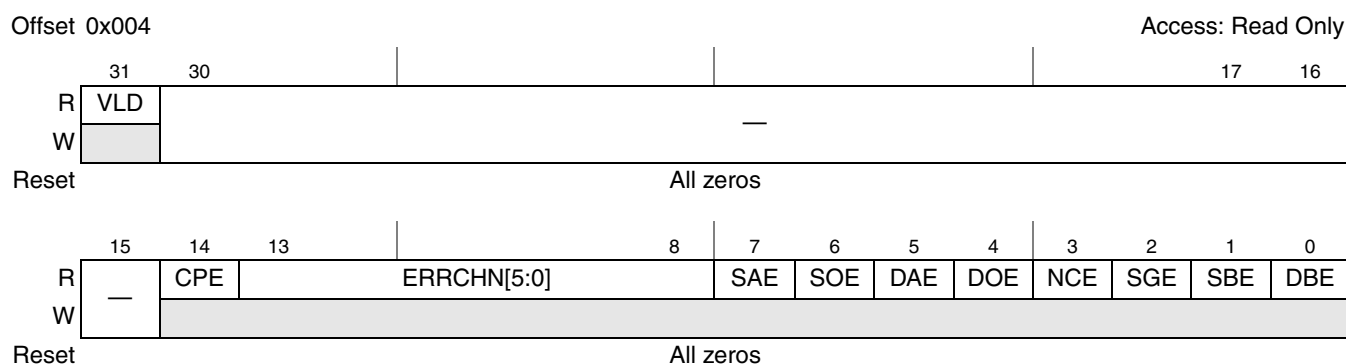 Offset 0x004 Access: Read Only
31 30 17 16
R VLD —
W
Reset All zeros
15 14 13 8 7 6 5 4 3 2 1 0
R — CPE ERRCHN[5:0] SAE SOE DAE DOE NCE SGE SBE DBE
W
Reset All zeros